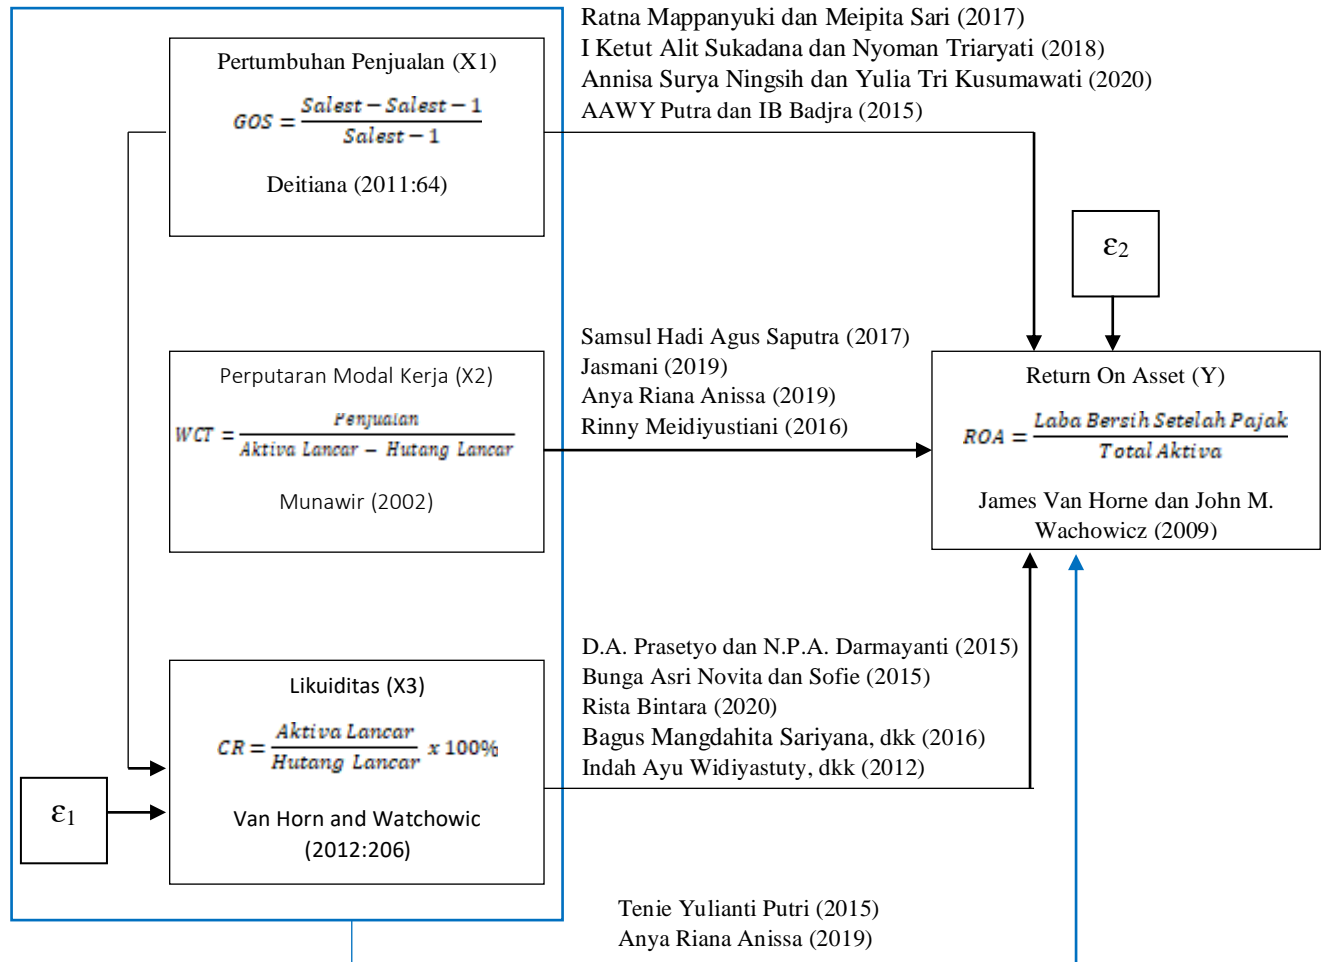 Ratna Mappanyuki dan Meipita Sari (2017)
I Ketut Alit Sukadana dan Nyoman Triaryati (2018)
Annisa Surya Ningsih dan Yulia Tri Kusumawati (2020)
AAWY Putra dan IB Badjra (2015)
Pertumbuhan Penjualan (X1)
GOS = (Salest − Salest − 1) / (Salest − 1)
Deitiana (2011:64)
ε2
Samsul Hadi Agus Saputra (2017)
Jasmani (2019)
Anya Riana Anissa (2019)
Rinny Meidiyustiani (2016)
Perputaran Modal Kerja (X2)
WCT = Penjualan / (Aktiva Lancar − Hutang Lancar)
Munawir (2002)
Return On Asset (Y)
ROA = Laba Bersih Setelah Pajak / Total Aktiva
James Van Horne dan John M.
Wachowicz (2009)
D.A. Prasetyo dan N.P.A. Darmayanti (2015)
Bunga Asri Novita dan Sofie (2015)
Rista Bintara (2020)
Bagus Mangdahita Sariyana, dkk (2016)
Indah Ayu Widiyastuty, dkk (2012)
Likuiditas (X3)
CR = Aktiva Lancar / Hutang Lancar x 100%
Van Horn and Watchowic
(2012:206)
ε1
Tenie Yulianti Putri (2015)
Anya Riana Anissa (2019)